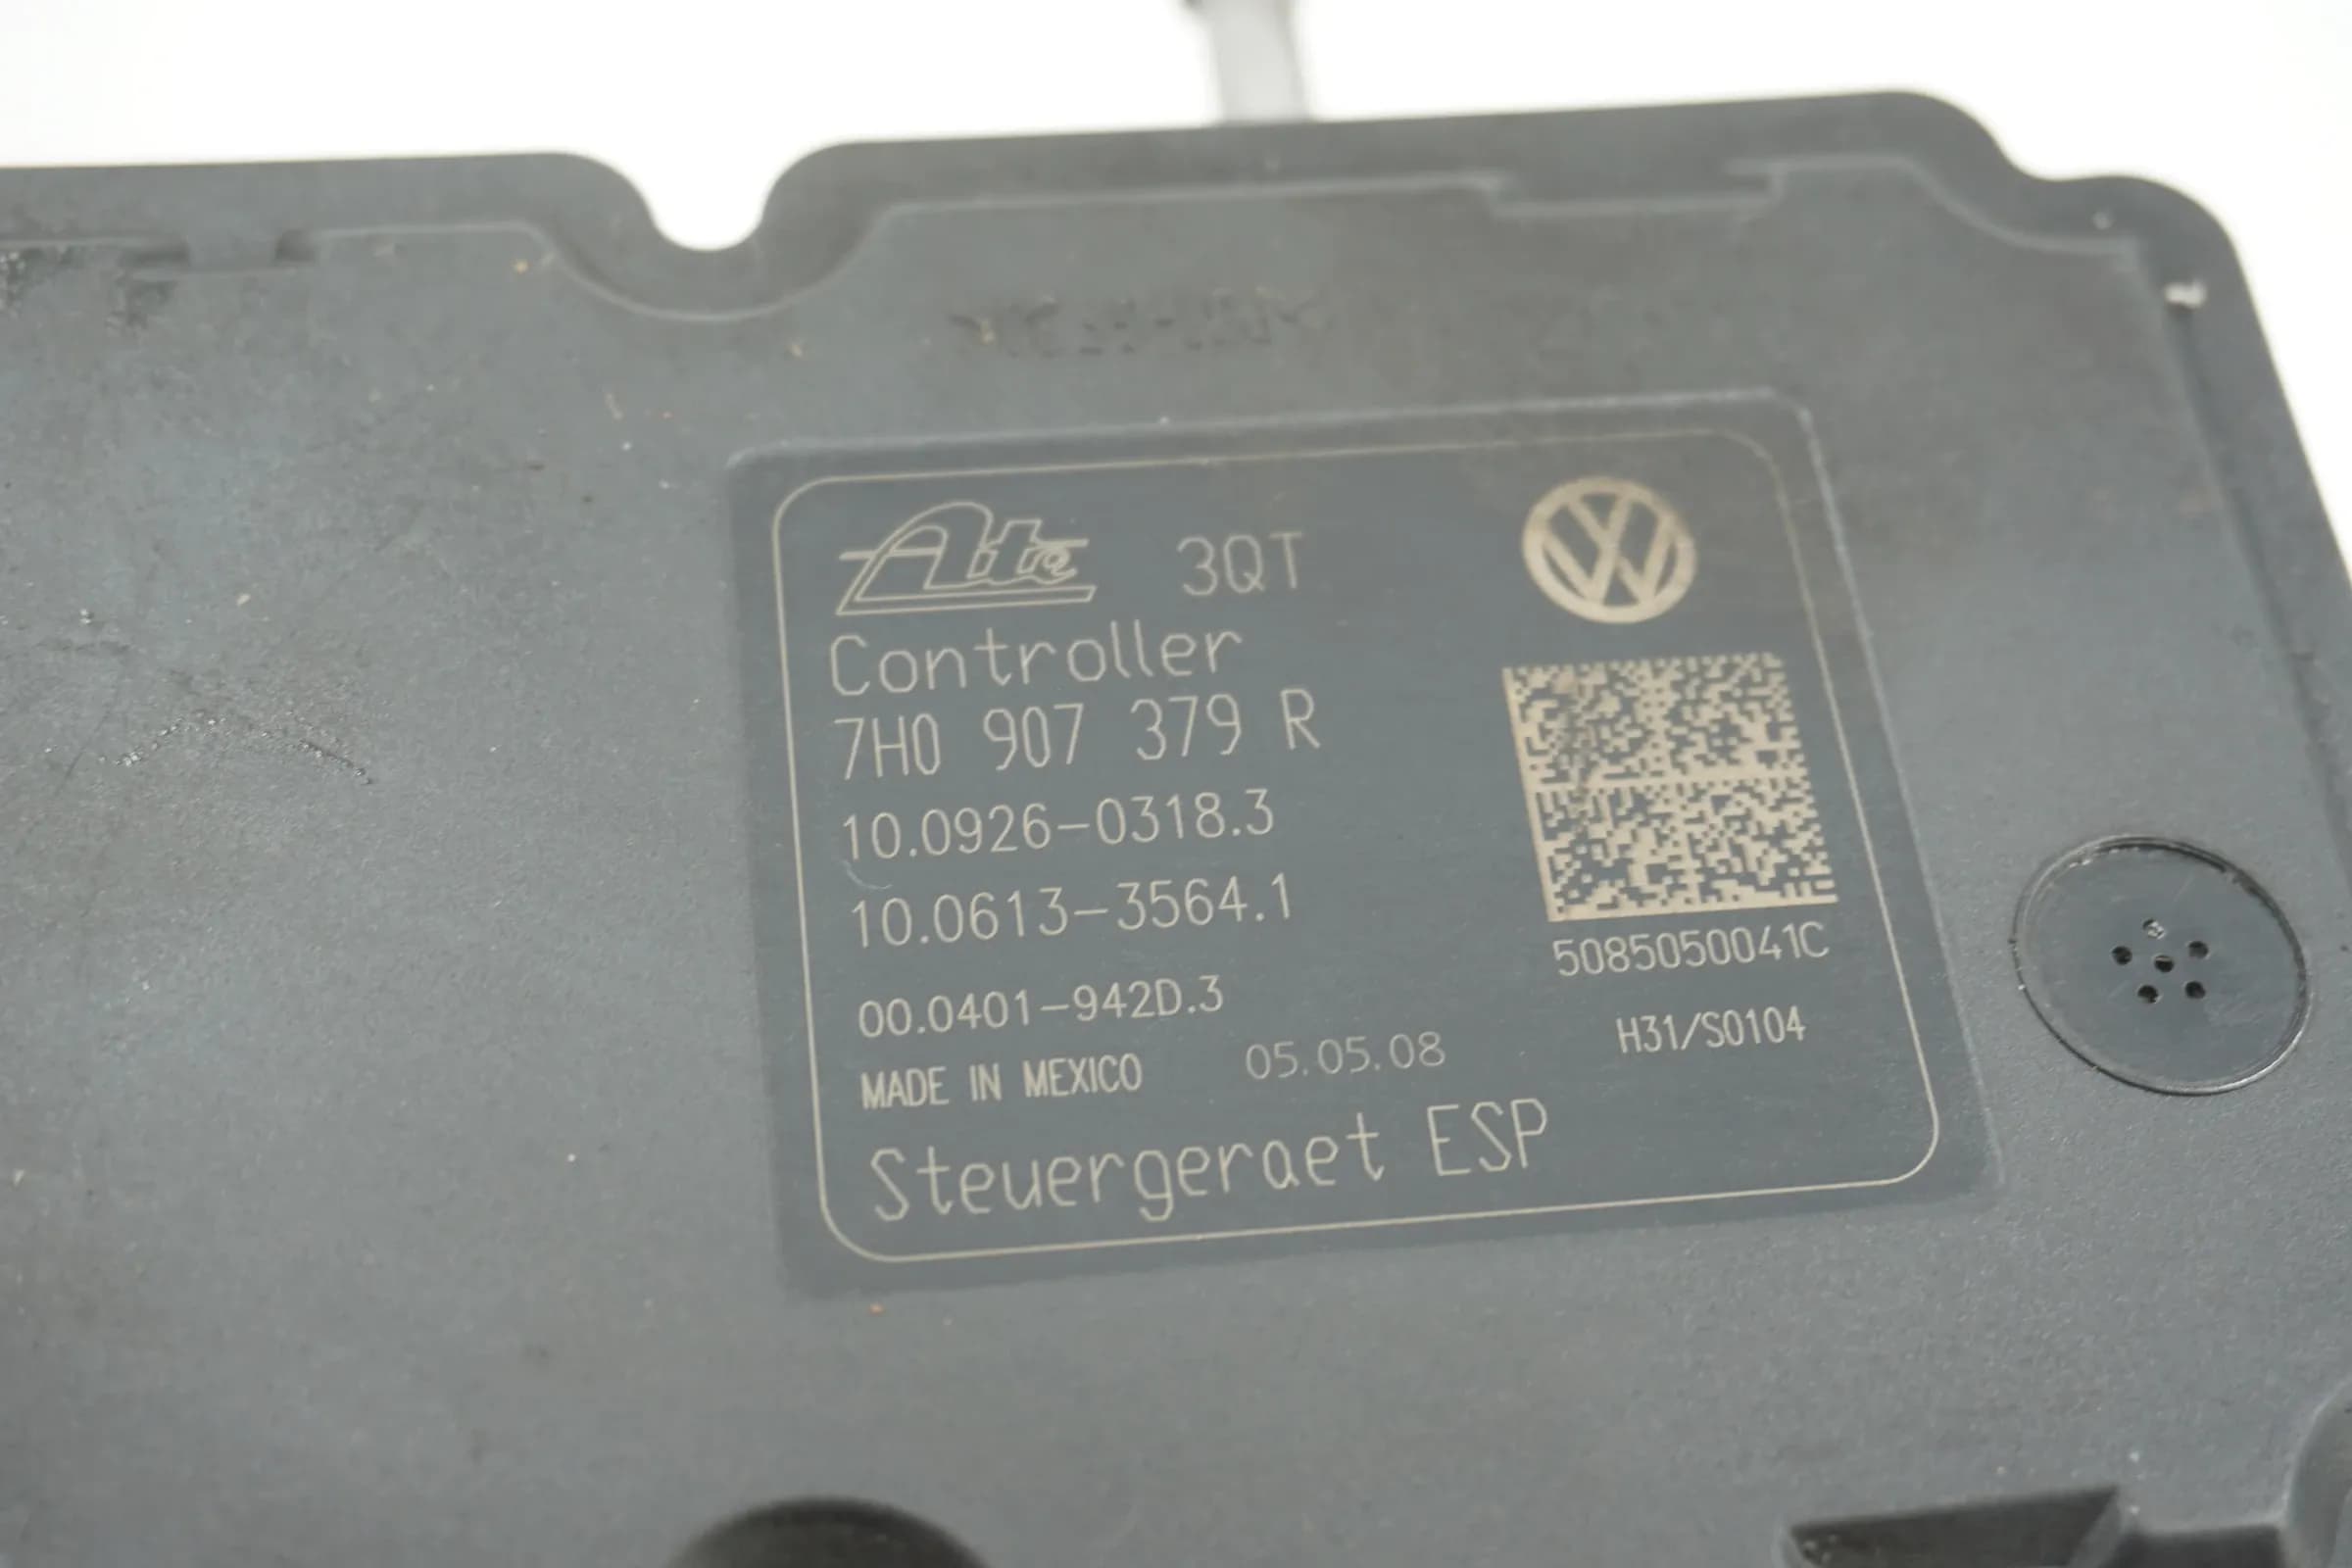 Ate 3QT
Controller
7H0 907 379 R
10.0926-0318.3
10.0613-3564.1
5085050041C
00.0401-942D.3
H31/S0104
MADE IN MEXICO 05.05.08
Steuergeraet ESP